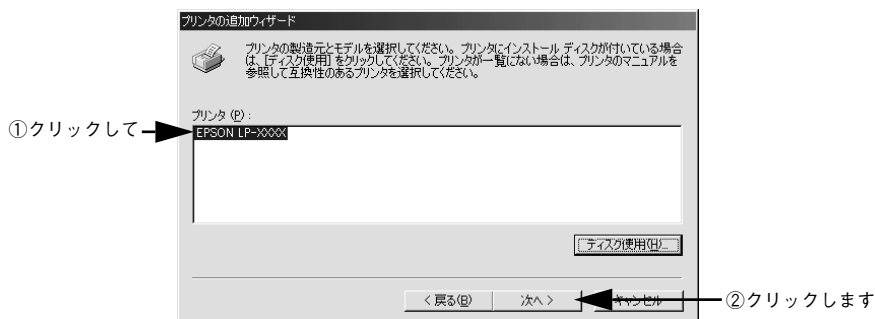 プリンタの追加ウィザード
プリンタの製造元とモデルを選択してください。プリンタにインストール ディスクが付いている場合
は、[ディスク使用] をクリックしてください。プリンタが一覧にない場合は、プリンタのマニュアルを
参照して互換性のあるプリンタを選択してください。
プリンタ (P) :
①クリックして
EPSON LP-XXXX
ディスク使用(H)...
< 戻る(B)
次へ >
キャンセル
②クリックします